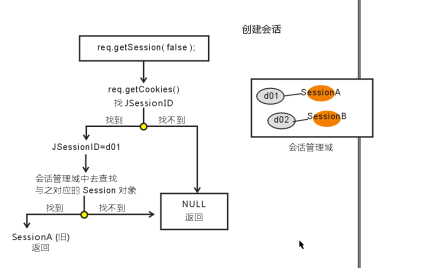 创建会话
req.getSession( false );
req.getCookies()
找 JSessionID
找到
找不到
JSessionID=d01
会话管理域中去查找
与之对应的 Session 对象
找到
找不到
SessionA (旧)
返回
NULL
返回
d01
SessionA
d02
SessionB
会话管理域